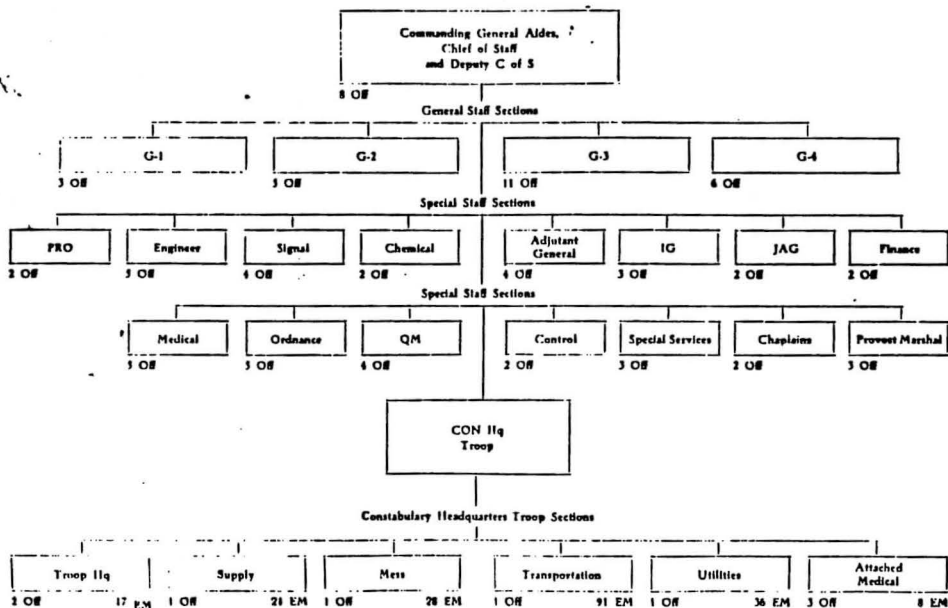 Commanding General Aides,
Chief of Staff
and Deputy C of S
8 Off
General Staff Sections
G-1
G-2
G-3
G-4
3 Off
5 Off
11 Off
6 Off
Special Staff Sections
PRO
Engineer
Signal
Chemical
Adjutant
General
IG
JAG
Finance
2 Off
Off
4 Off
2 Off
4 Off
3 Off
2 Off
2 Off
Special Staff Sections
Medical
Ordnance
QM
Control
Special Services
Chaplains
Provost Marshal
Off
Off
4 Off
2 Off
3 Off
2 Off
3 Off
CON Hq
Troop
Constabulary Headquarters Troop Sections
Troop Hq
Supply
Mess
Transportation
Utilities
Attached
Medical
2 Off 17 EM
1 Off 21 EM
1 Off 28 EM
1 Off 91 EM
1 Off 36 EM
3 Off 8 EM